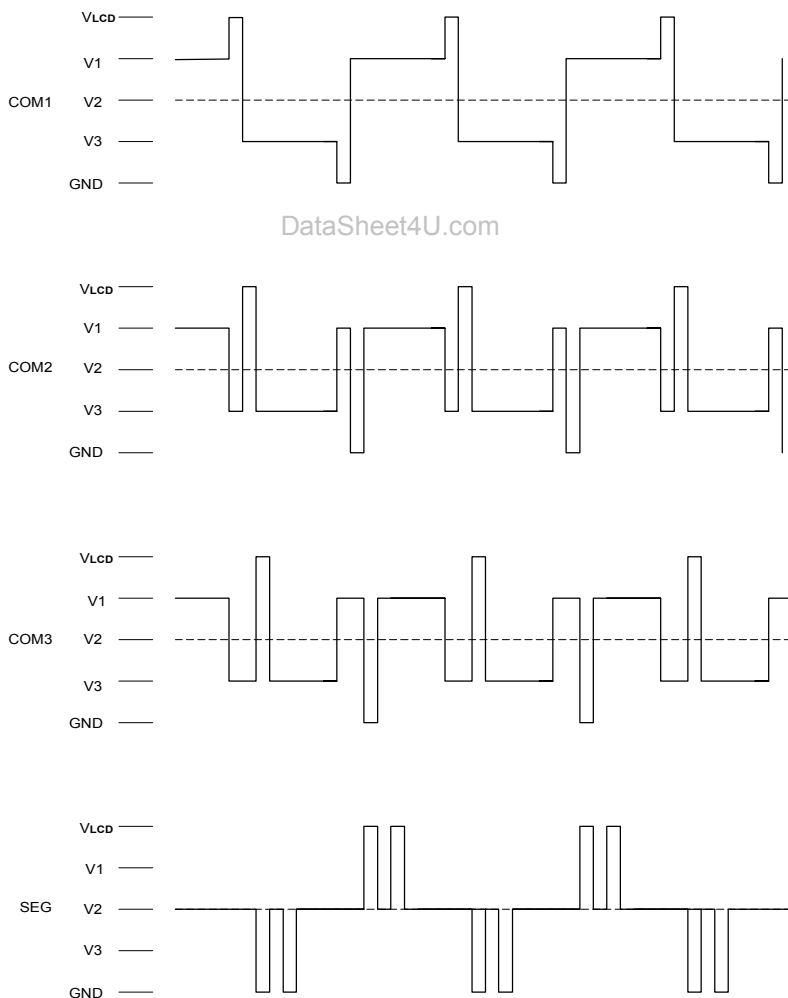 VLCD
V1
COM1 V2
V3
GND
DataSheet4U.com
VLCD
V1
COM2 V2
V3
GND
VLCD
V1
COM3 V2
V3
GND
VLCD
V1
SEG V2
V3
GND